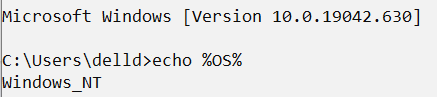 Microsoft Windows [Version 10.0.19042.630]
C:\Users\delld>echo %OS%
Windows_NT